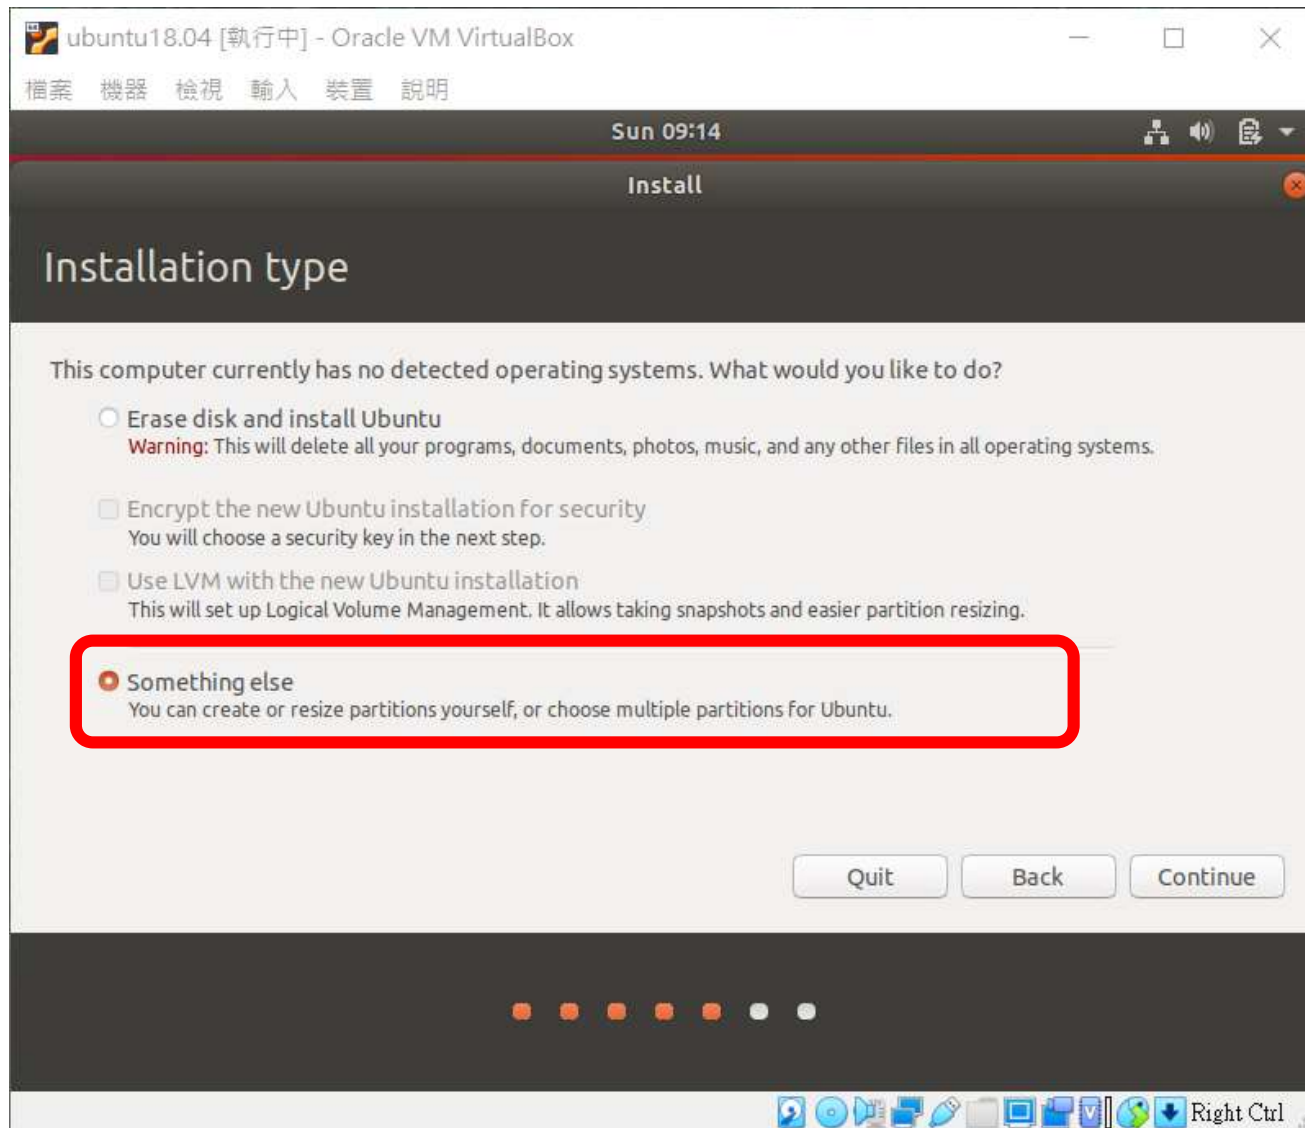 ubuntu18.04 [執行中] - Oracle VM VirtualBox
檔案 機器 檢視 輸入 裝置 說明
Sun 09:14
Install
Installation type
This computer currently has no detected operating systems. What would you like to do?
Erase disk and install Ubuntu
Warning: This will delete all your programs, documents, photos, music, and any other files in all operating systems.
Encrypt the new Ubuntu installation for security
You will choose a security key in the next step.
Use LVM with the new Ubuntu installation
This will set up Logical Volume Management. It allows taking snapshots and easier partition resizing.
Something else
You can create or resize partitions yourself, or choose multiple partitions for Ubuntu.
Quit Back Continue
Right Ctrl